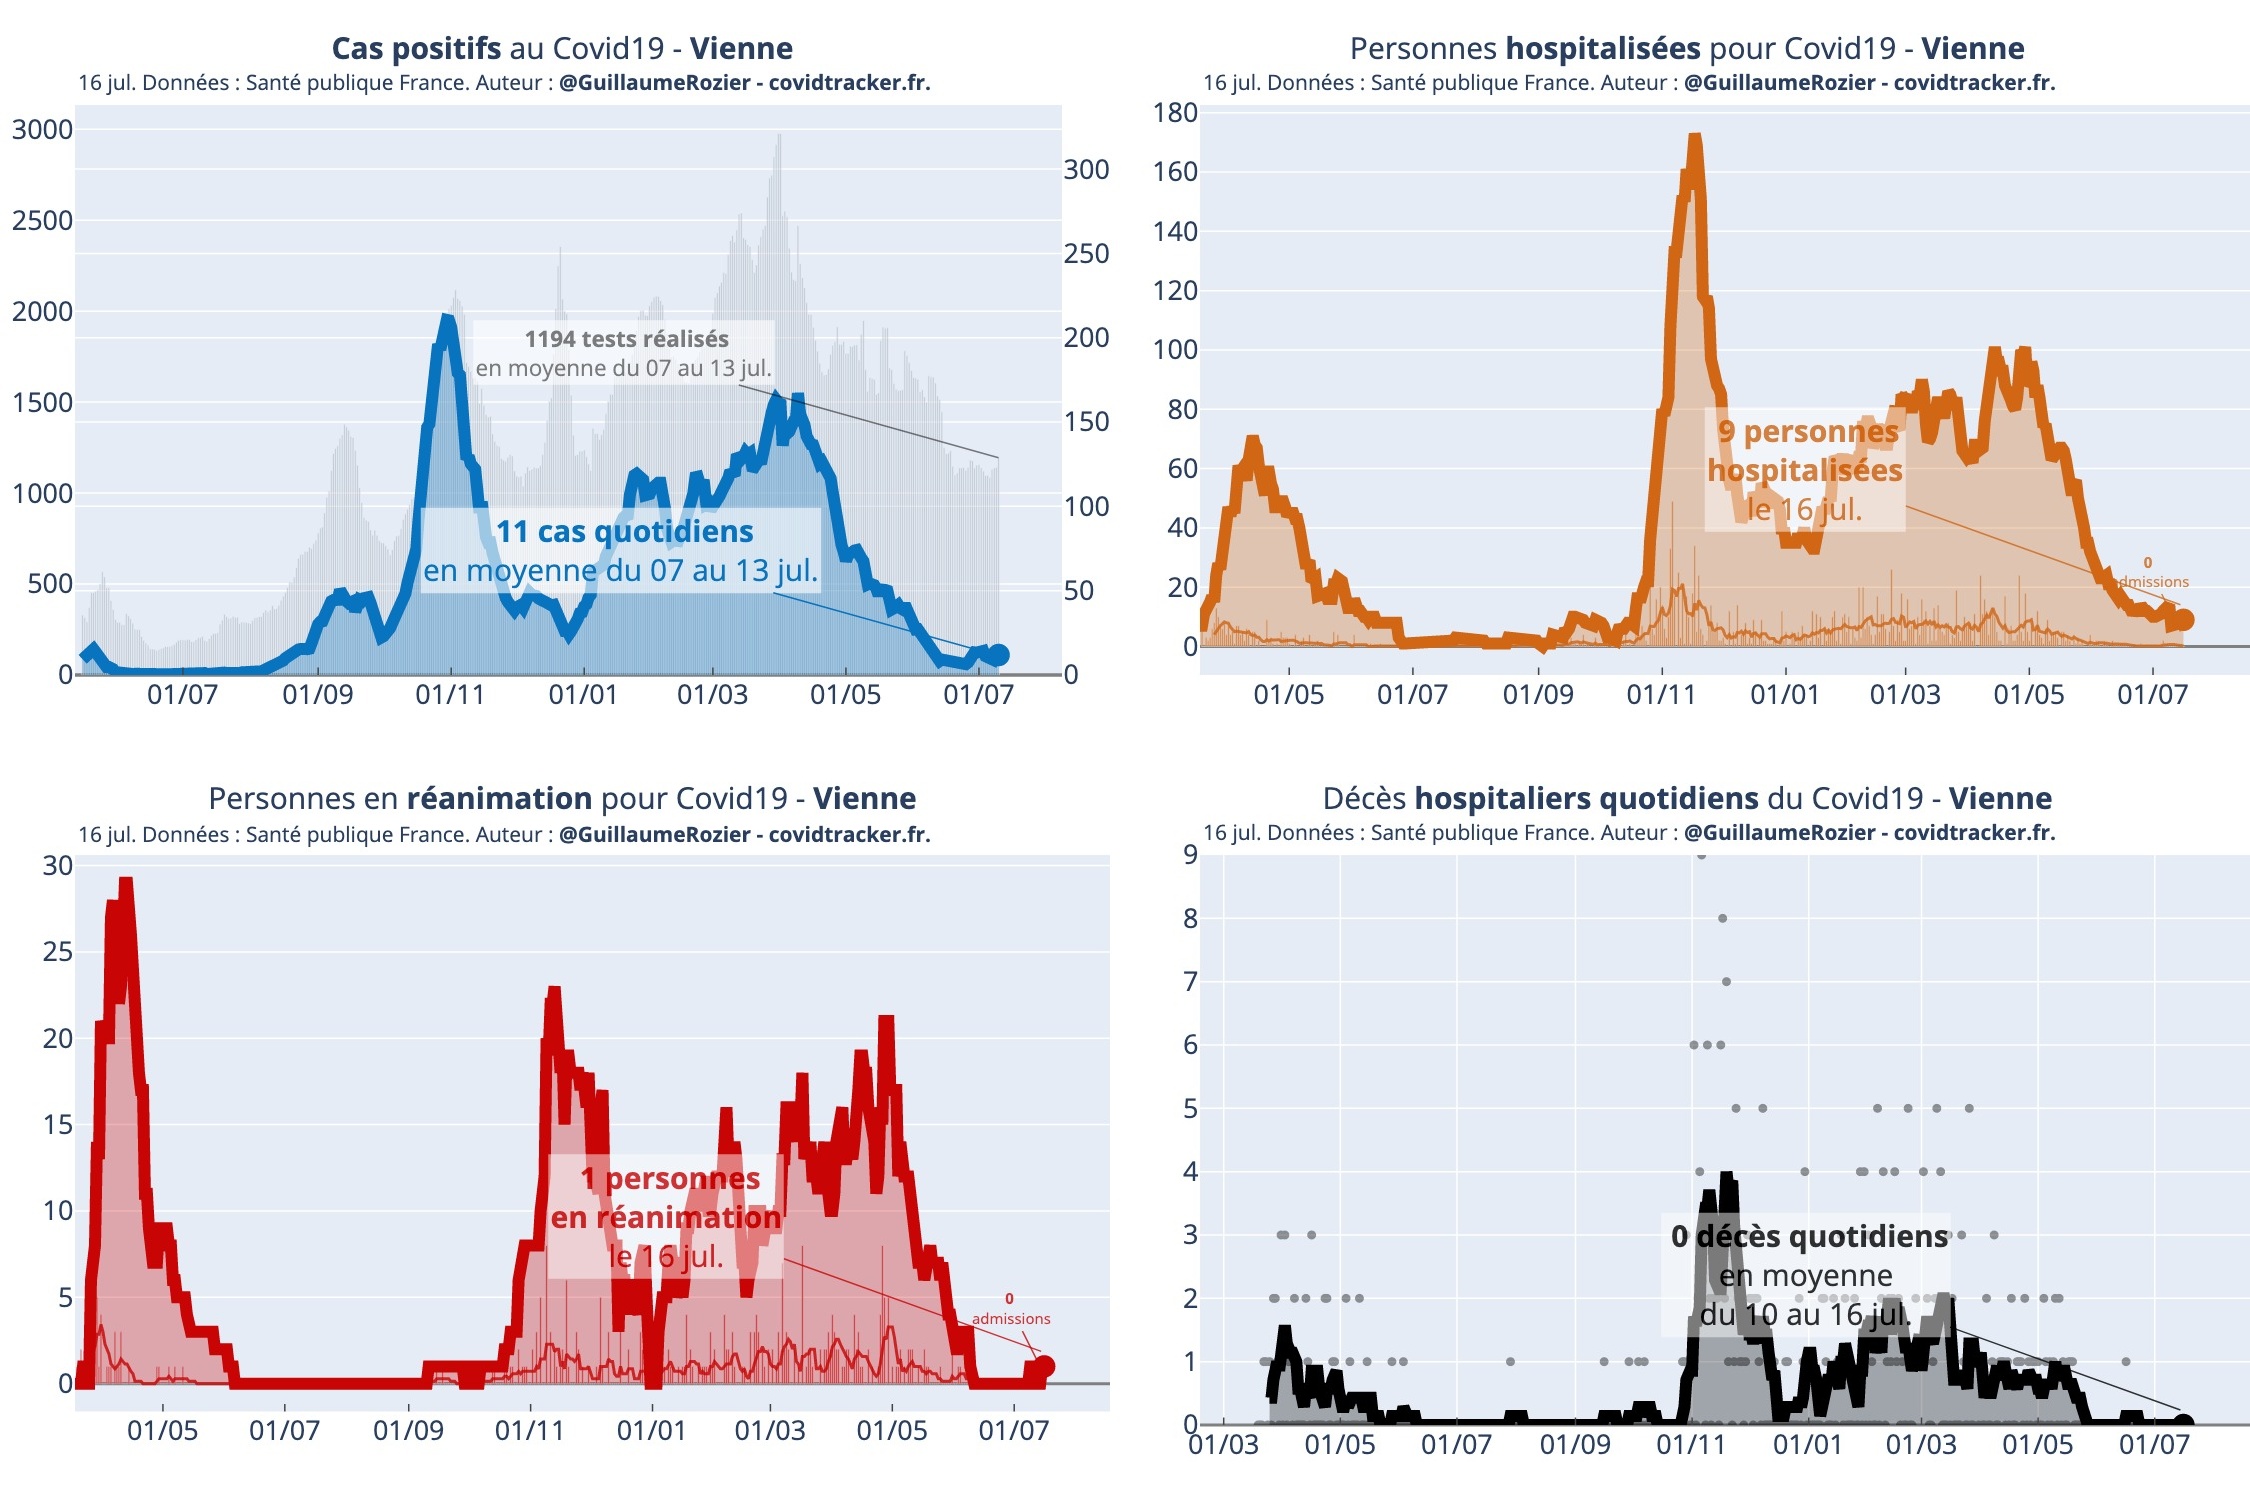 Cas positifs au Covid19 - Vienne
16 jul. Données : Santé publique France. Auteur : @GuillaumeRozier - covidtracker.fr.
3000
2500
2000
1500
1000
500
0
300
250
200
150
100
50
0
1194 tests réalisés
en moyenne du 07 au 13 jul.
11 cas quotidiens
en moyenne du 07 au 13 jul.
01/07 01/09 01/11 01/01 01/03 01/05 01/07
Personnes hospitalisées pour Covid19 - Vienne
16 jul. Données : Santé publique France. Auteur : @GuillaumeRozier - covidtracker.fr.
180
160
140
120
100
80
60
40
20
0
9 personnes
hospitalisées
le 16 jul.
0
admissions
01/05 01/07 01/09 01/11 01/01 01/03 01/05 01/07
Personnes en réanimation pour Covid19 - Vienne
16 jul. Données : Santé publique France. Auteur : @GuillaumeRozier - covidtracker.fr.
30
25
20
15
10
5
0
1 personnes
en réanimation
le 16 jul.
0
admissions
01/05 01/07 01/09 01/11 01/01 01/03 01/05 01/07
Décès hospitaliers quotidiens du Covid19 - Vienne
16 jul. Données : Santé publique France. Auteur : @GuillaumeRozier - covidtracker.fr.
9
8
7
6
5
4
3
2
1
0
0 décès quotidiens
en moyenne
du 10 au 16 jul.
01/03 01/05 01/07 01/09 01/11 01/01 01/03 01/05 01/07